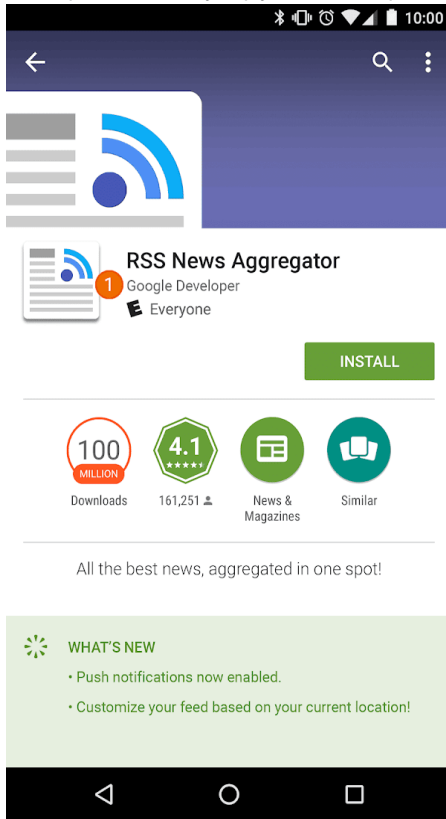 10:00
RSS News Aggregator
1
Google Developer
E Everyone
INSTALL
100
MILLION
Downloads
4.1
161,251
News &
Magazines
Similar
All the best news, aggregated in one spot!
WHAT'S NEW
• Push notifications now enabled.
• Customize your feed based on your current location!